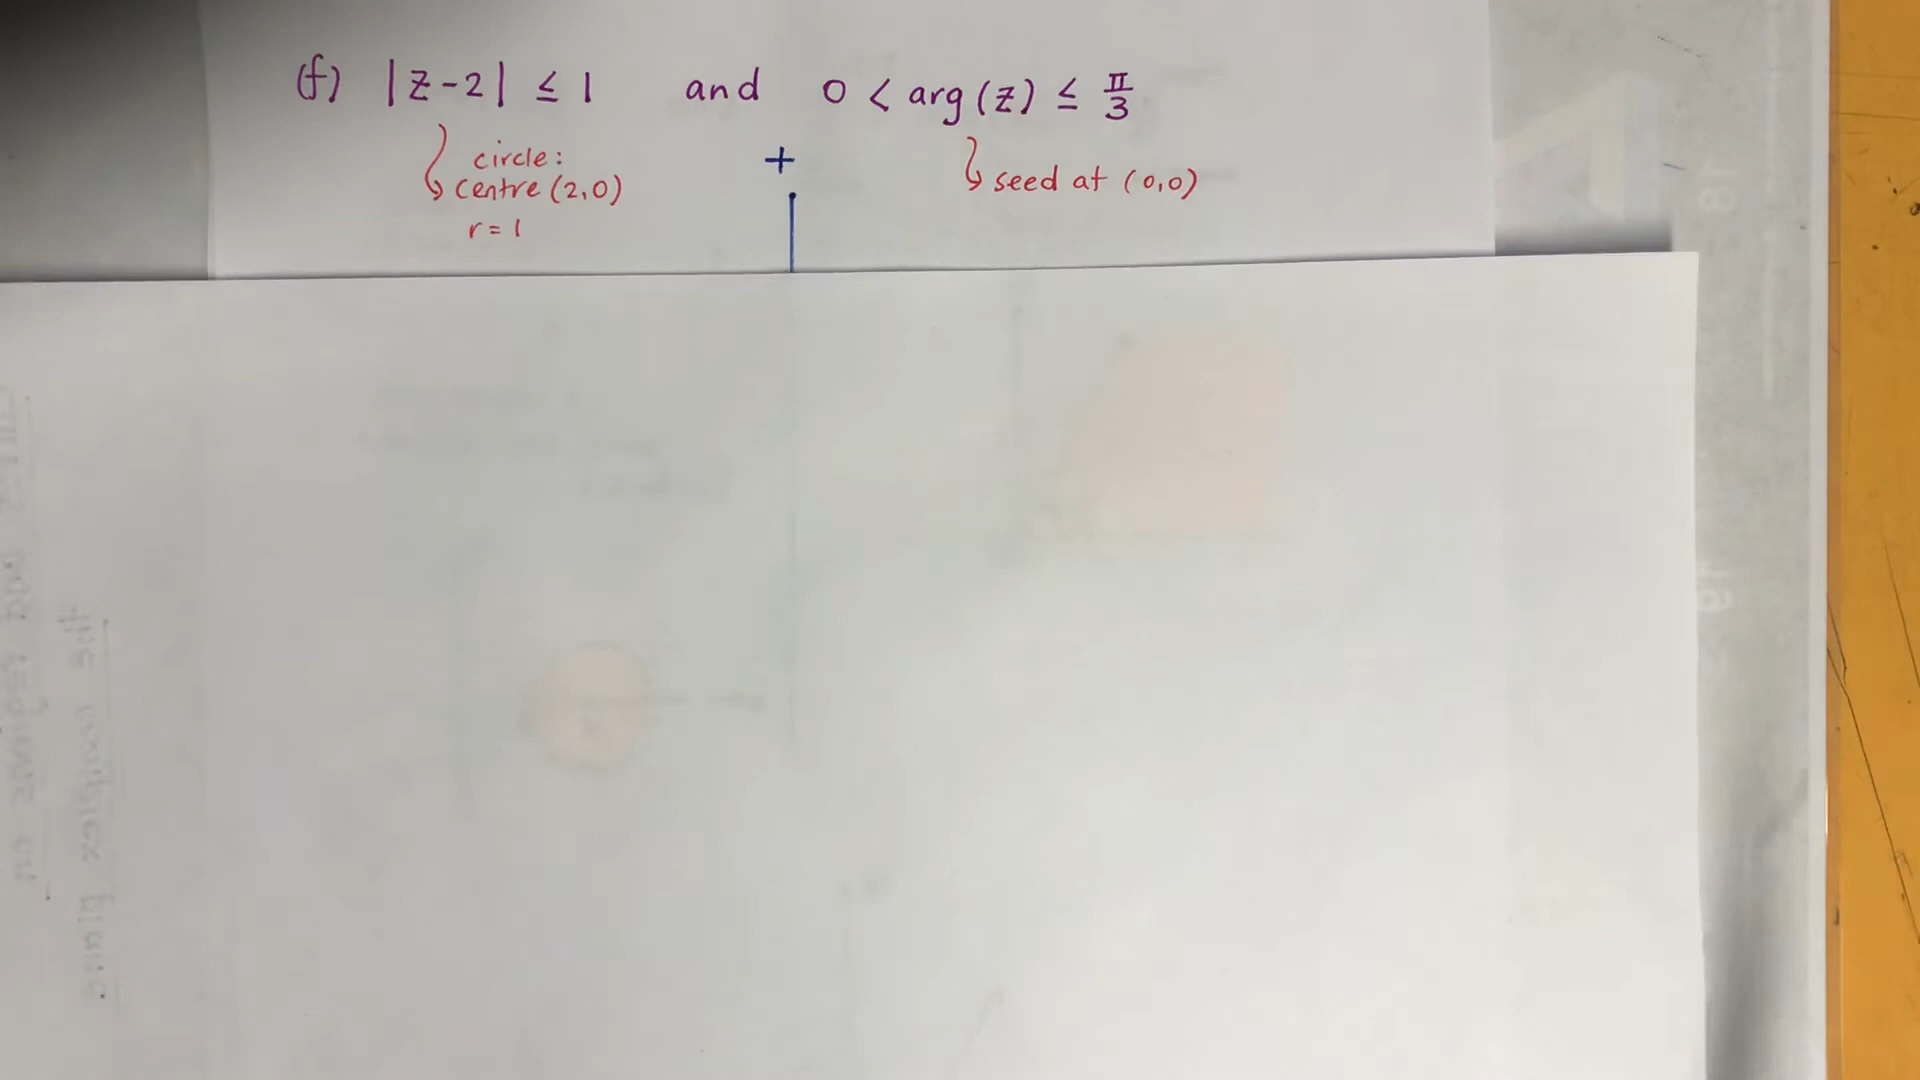 (f) |z-2| ≤ 1 and 0 < arg(z) ≤ π/3
circle:
centre (2,0)
r = 1
+
seed at (0,0)